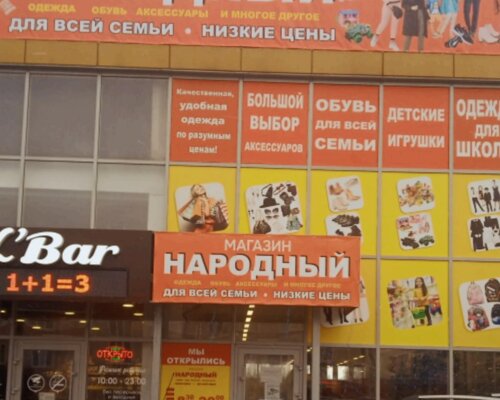 ОДЕЖДА ОБУВЬ АКСЕССУАРЫ И МНОГОЕ ДРУГОЕ
ДЛЯ ВСЕЙ СЕМЬИ • НИЗКИЕ ЦЕНЫ
Качественная,
удобная
одежда
по разумным
ценам!
БОЛЬШОЙ
ВЫБОР
АКСЕССУАРОВ
ОБУВЬ
ДЛЯ ВСЕЙ
СЕМЬИ
ДЕТСКИЕ
ИГРУШКИ
ДЛЯ
Bar
1+1=3
МАГАЗИН
НАРОДНЫЙ
ОДЕЖДА ОБУВЬ АКСЕССУАРЫ И МНОГОЕ ДРУГОЕ
ДЛЯ ВСЕЙ СЕМЬИ • НИЗКИЕ ЦЕНЫ
ОТКРЫТО
10:00 - 23:00
МЫ
ОТКРЫЛИСЬ
МАГАЗИН
НАРОДНЫЙ